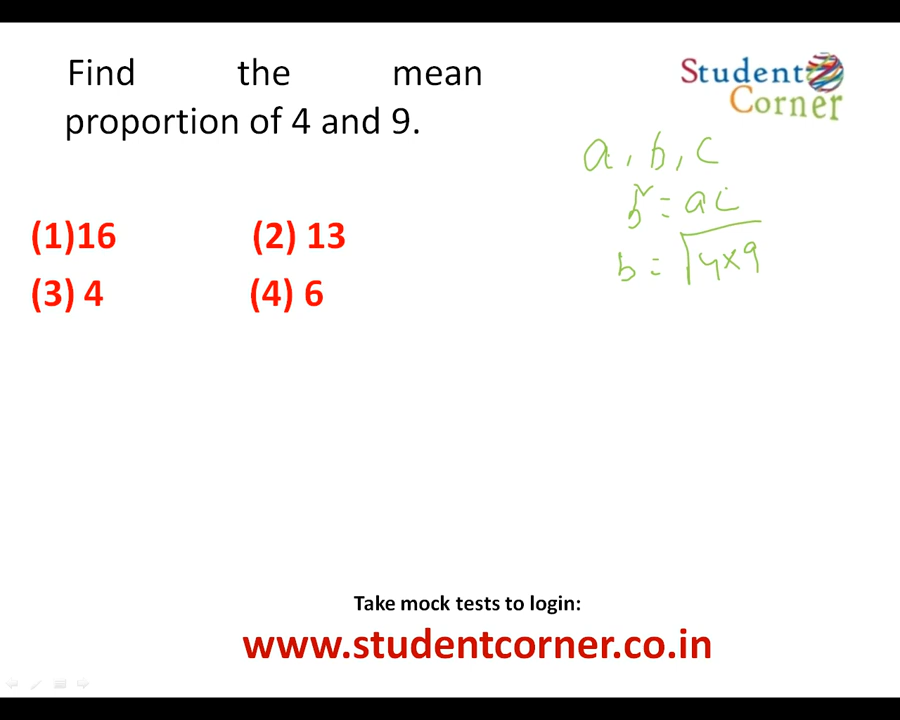 Find the mean
proportion of 4 and 9.
Student
Corner
a, b, c
b² = ac
b = √4×9
(1)16 (2) 13
(3) 4 (4) 6
Take mock tests to login:
www.studentcorner.co.in